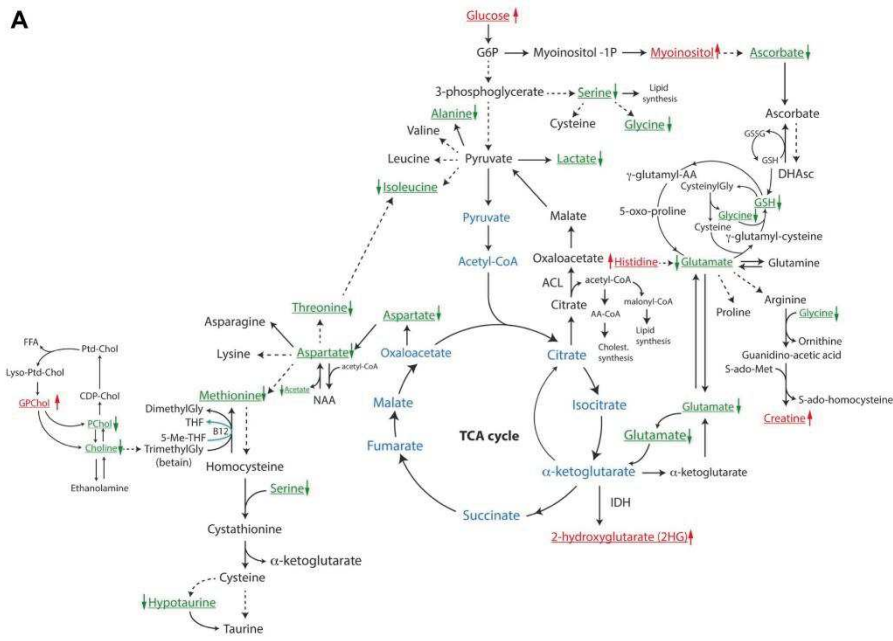 A
Glucose
G6P
Myoinositol -1P
Myoinositol
Ascorbate
3-phosphoglycerate
Serine
Lipid
synthesis
Cysteine
Glycine
Ascorbate
GSSG
GSH
DHAsc
Alanine
Valine
Leucine
Isoleucine
Pyruvate
Lactate
Pyruvate
Acetyl-CoA
Malate
Oxaloacetate
ACL
Citrate
acetyl-CoA
AA-CoA
Cholest.
synthesis
malonyl-CoA
Lipid
synthesis
Histidine
Glutamate
Glutamine
γ-glutamyl-AA
5-oxo-proline
CysteinylGly
Glycine
Cysteine
GSH
γ-glutamyl-cysteine
Proline
Arginine
Glycine
Ornithine
Guanidino-acetic acid
S-ado-Met
S-ado-homocysteine
Creatine
Threonine
Asparagine
Lysine
Aspartate
Aspartate
acetyl-CoA
Acetate
NAA
Methionine
Oxaloacetate
Citrate
Isocitrate
Malate
TCA cycle
Fumarate
Succinate
α-ketoglutarate
α-ketoglutarate
Glutamate
Glutamate
IDH
2-hydroxyglutarate (2HG)
FFA
Ptd-Chol
Lyso-Ptd-Chol
CDP-Chol
GPChol
PChol
Choline
Ethanolamine
DimethylGly
THF
B12
5-Me-THF
TrimethylGly
(betain)
Homocysteine
Serine
Cystathionine
α-ketoglutarate
Cysteine
Hypotaurine
Taurine